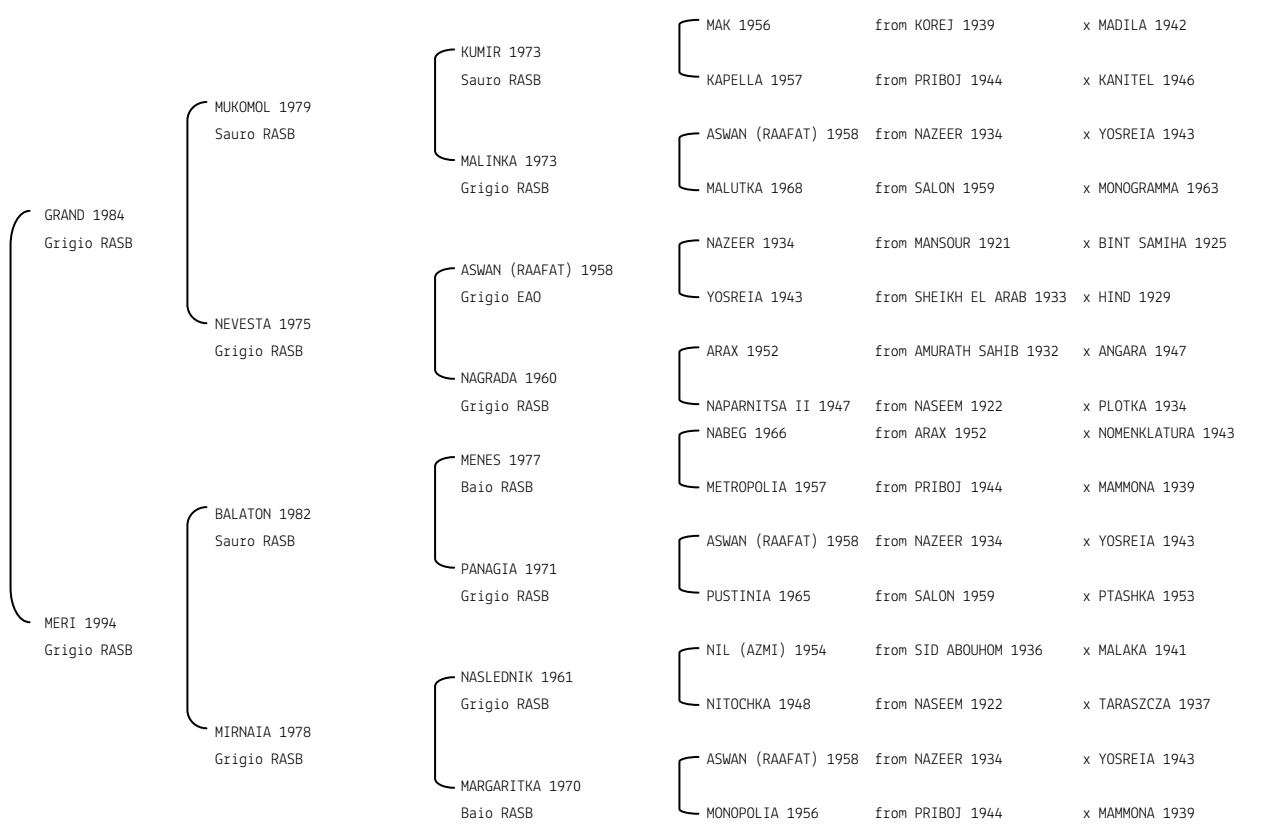 MAK 1956 from KOREJ 1939 x MADILA 1942
KUMIR 1973
Sauro RASB KAPELLA 1957 from PRIBOJ 1944 x KANITEL 1946
MUKOMOL 1979
Sauro RASB ASWAN (RAAFAT) 1958 from NAZEER 1934 x YOSREIA 1943
MALINKA 1973
Grigio RASB MALUTKA 1968 from SALON 1959 x MONOGRAMMA 1963
GRAND 1984
Grigio RASB NAZEER 1934 from MANSOUR 1921 x BINT SAMIHA 1925
ASWAN (RAAFAT) 1958
Grigio EAO YOSREIA 1943 from SHEIKH EL ARAB 1933 x HIND 1929
NEVESTA 1975
Grigio RASB ARAX 1952 from AMURATH SAHIB 1932 x ANGARA 1947
NAGRADA 1960
Grigio RASB NAPARNITSA II 1947 from NASEEM 1922 x PLOTKA 1934
NABEG 1966 from ARAX 1952 x NOMENKLATURA 1943
MENES 1977
Baio RASB METROPOLIA 1957 from PRIBOJ 1944 x MAMMONA 1939
BALATON 1982
Sauro RASB ASWAN (RAAFAT) 1958 from NAZEER 1934 x YOSREIA 1943
PANAGIA 1971
Grigio RASB PUSTINIA 1965 from SALON 1959 x PTASHKA 1953
MERI 1994
Grigio RASB NIL (AZMI) 1954 from SID ABOUHOM 1936 x MALAKA 1941
NASLEDNIK 1961
Grigio RASB NITOCHKA 1948 from NASEEM 1922 x TARASZCZA 1937
MIRNAIA 1978
Grigio RASB ASWAN (RAAFAT) 1958 from NAZEER 1934 x YOSREIA 1943
MARGARITKA 1970
Baio RASB MONOPOLIA 1956 from PRIBOJ 1944 x MAMMONA 1939